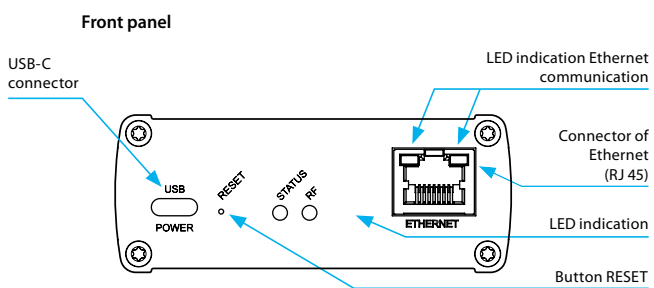 Front panel
USB-C
connector
LED indication Ethernet
communication
Connector of
Ethernet
(RJ 45)
USB
POWER
RESET
STATUS
RF
ETHERNET
LED indication
Button RESET